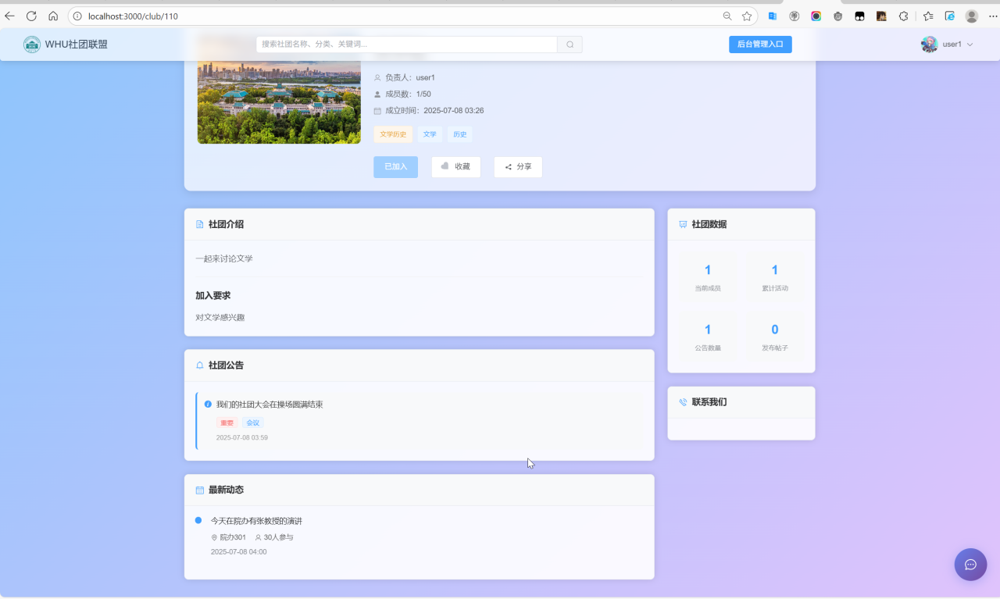 localhost:3000/club/110
WHU社团联盟
搜索社团名称、分类、关键词...
后台管理入口
user1
负责人：user1
成员数：1/50
成立时间：2025-07-08 03:26
文学历史 文学 历史
已加入 收藏 分享
社团介绍
一起来讨论文学
加入要求
对文学感兴趣
社团公告
我们的社团大会在操场圆满结束
重要 会议
2025-07-08 03:59
最新动态
今天在院办有张教授的演讲
院办301 30人参与
2025-07-08 04:00
社团数据
1 1
当前成员 累计活动
1 0
公告数量 发布帖子
联系我们